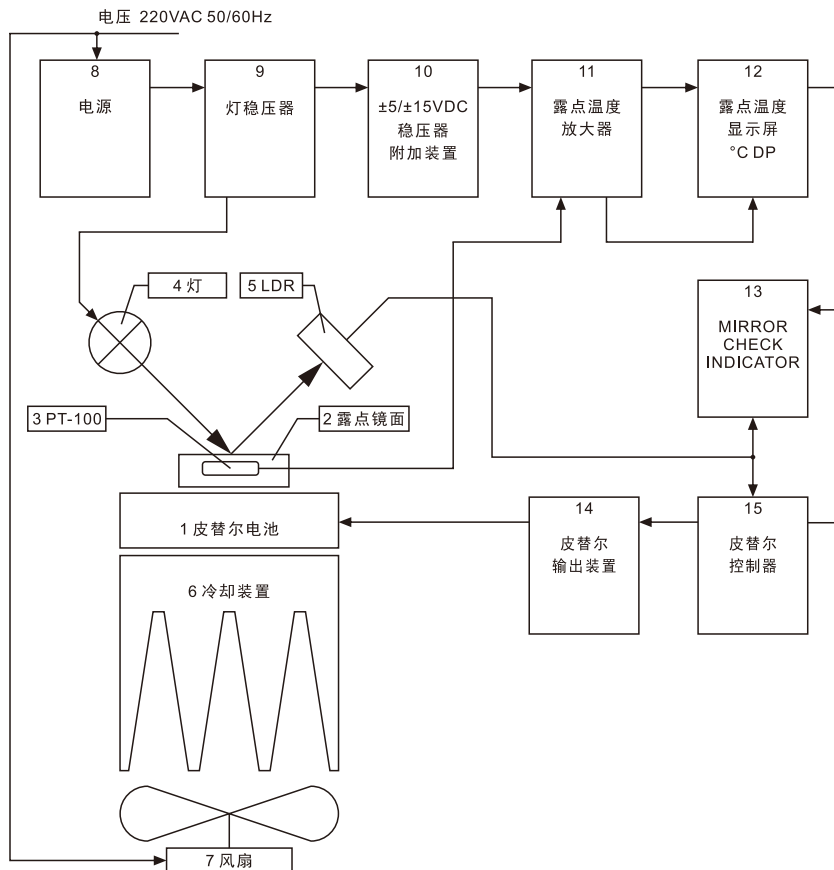 电压 220VAC 50/60Hz
8
电源
9
灯稳压器
10
±5/±15VDC
稳压器
附加装置
11
露点温度
放大器
12
露点温度
显示屏
°C DP
4 灯
5 LDR
13
MIRROR
CHECK
INDICATOR
3 PT-100
2 露点镜面
1 皮替尔电池
14
皮替尔
输出装置
15
皮替尔
控制器
6 冷却装置
7 风扇